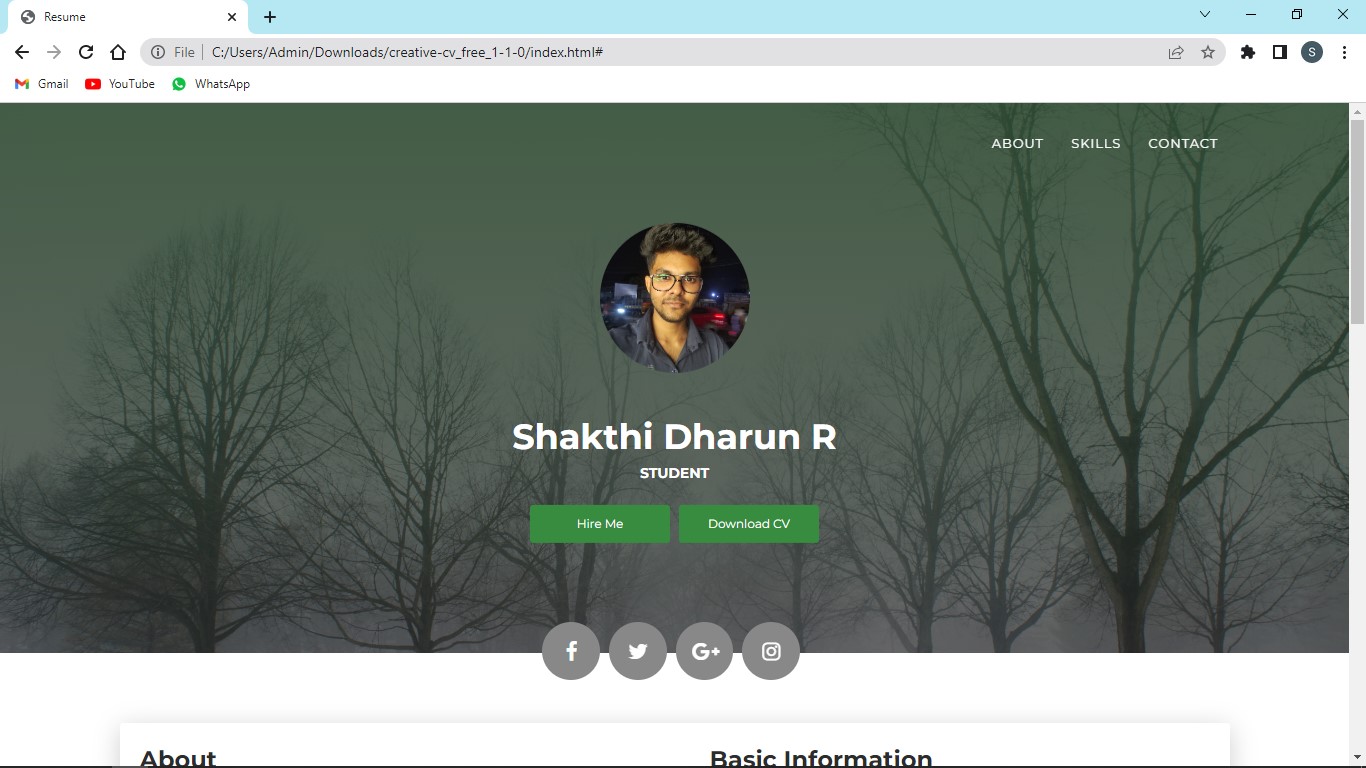 Resume
File
C:/Users/Admin/Downloads/creative-cv_free_1-1-0/index.html#
S
Gmail
YouTube
WhatsApp
ABOUT
SKILLS
CONTACT
Shakthi Dharun R
STUDENT
Hire Me
Download CV
f
G+
About
Basic Information